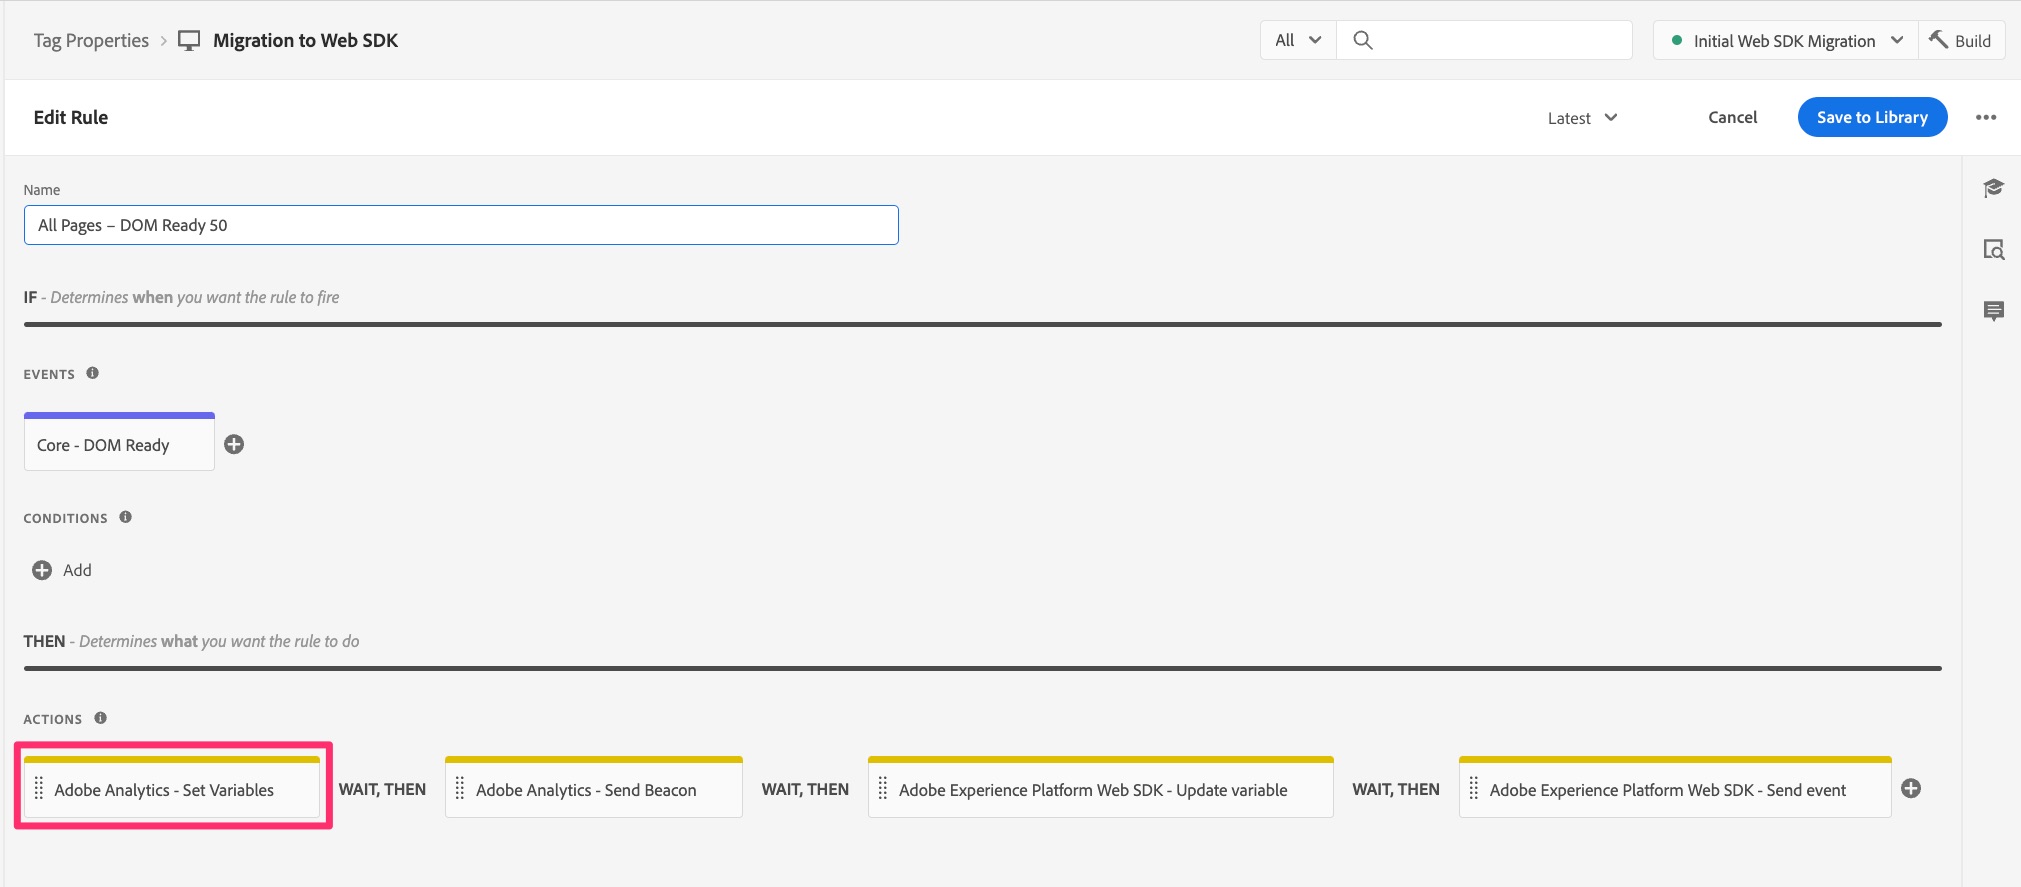 Tag Properties > Migration to Web SDK
All
Initial Web SDK Migration
Build
Edit Rule
Latest
Cancel
Save to Library
Name
All Pages – DOM Ready 50
IF - Determines when you want the rule to fire
EVENTS
Core - DOM Ready
CONDITIONS
Add
THEN - Determines what you want the rule to do
ACTIONS
Adobe Analytics - Set Variables
WAIT, THEN
Adobe Analytics - Send Beacon
WAIT, THEN
Adobe Experience Platform Web SDK - Update variable
WAIT, THEN
Adobe Experience Platform Web SDK - Send event